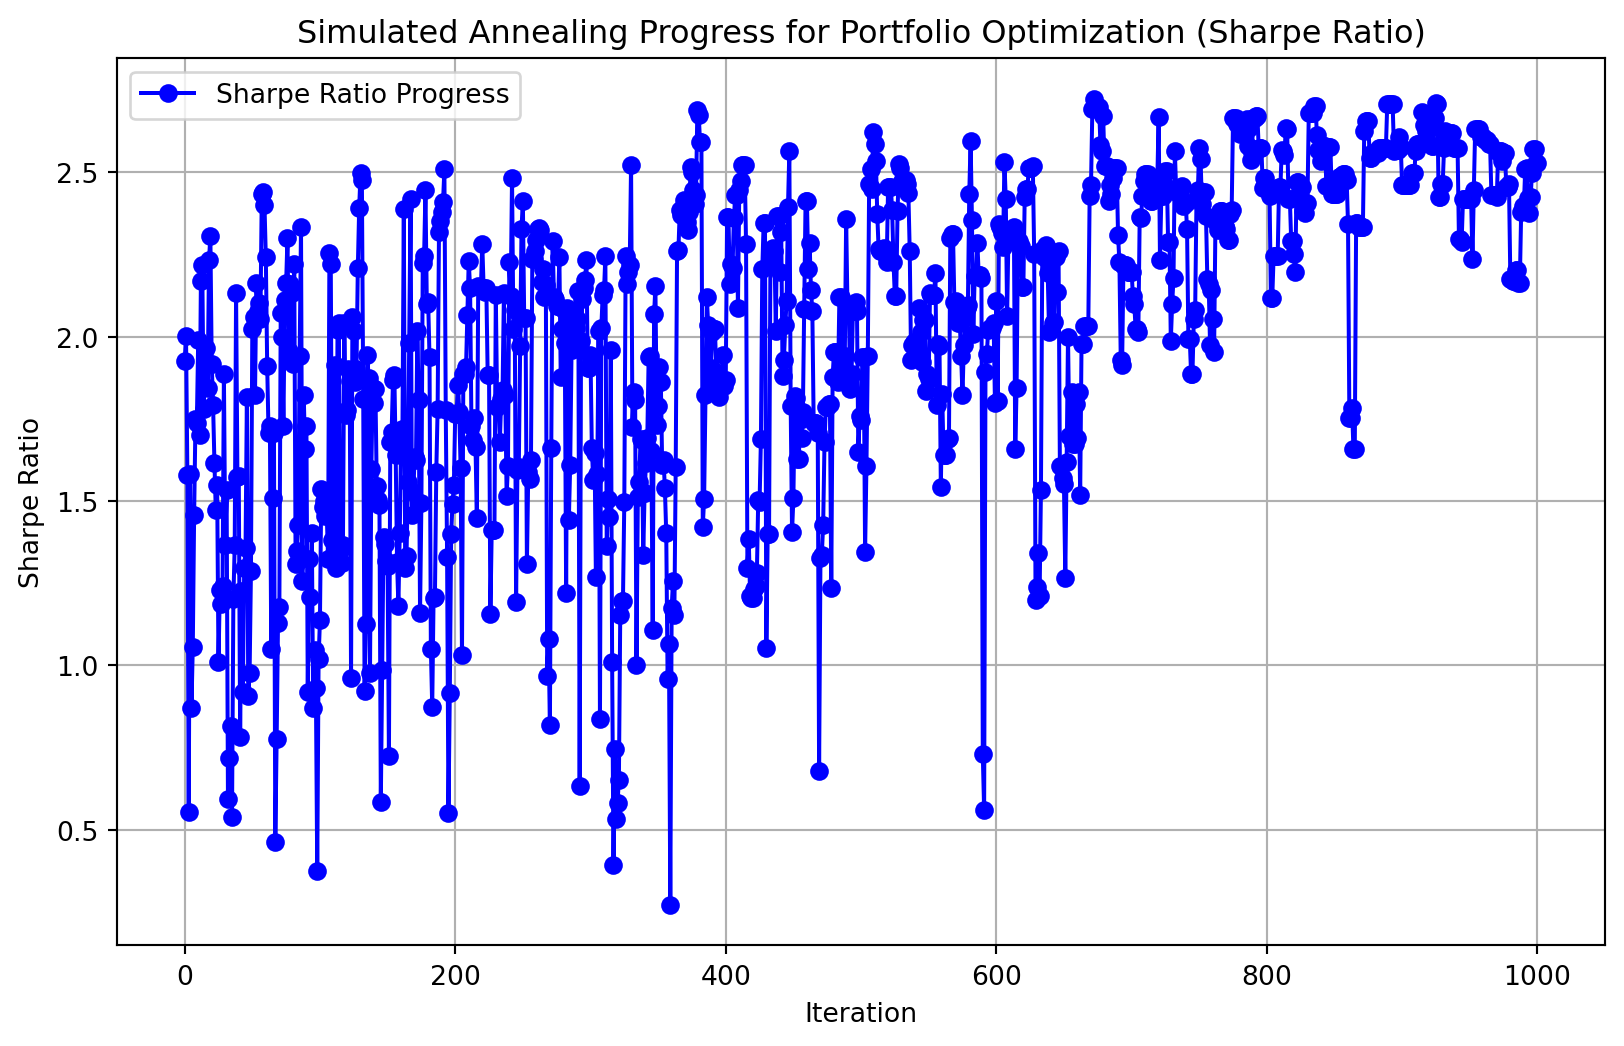 Simulated Annealing Progress for Portfolio Optimization (Sharpe Ratio)
Sharpe Ratio Progress
Sharpe Ratio
2.5
2.0
1.5
1.0
0.5
0 200 400 600 800 1000
Iteration